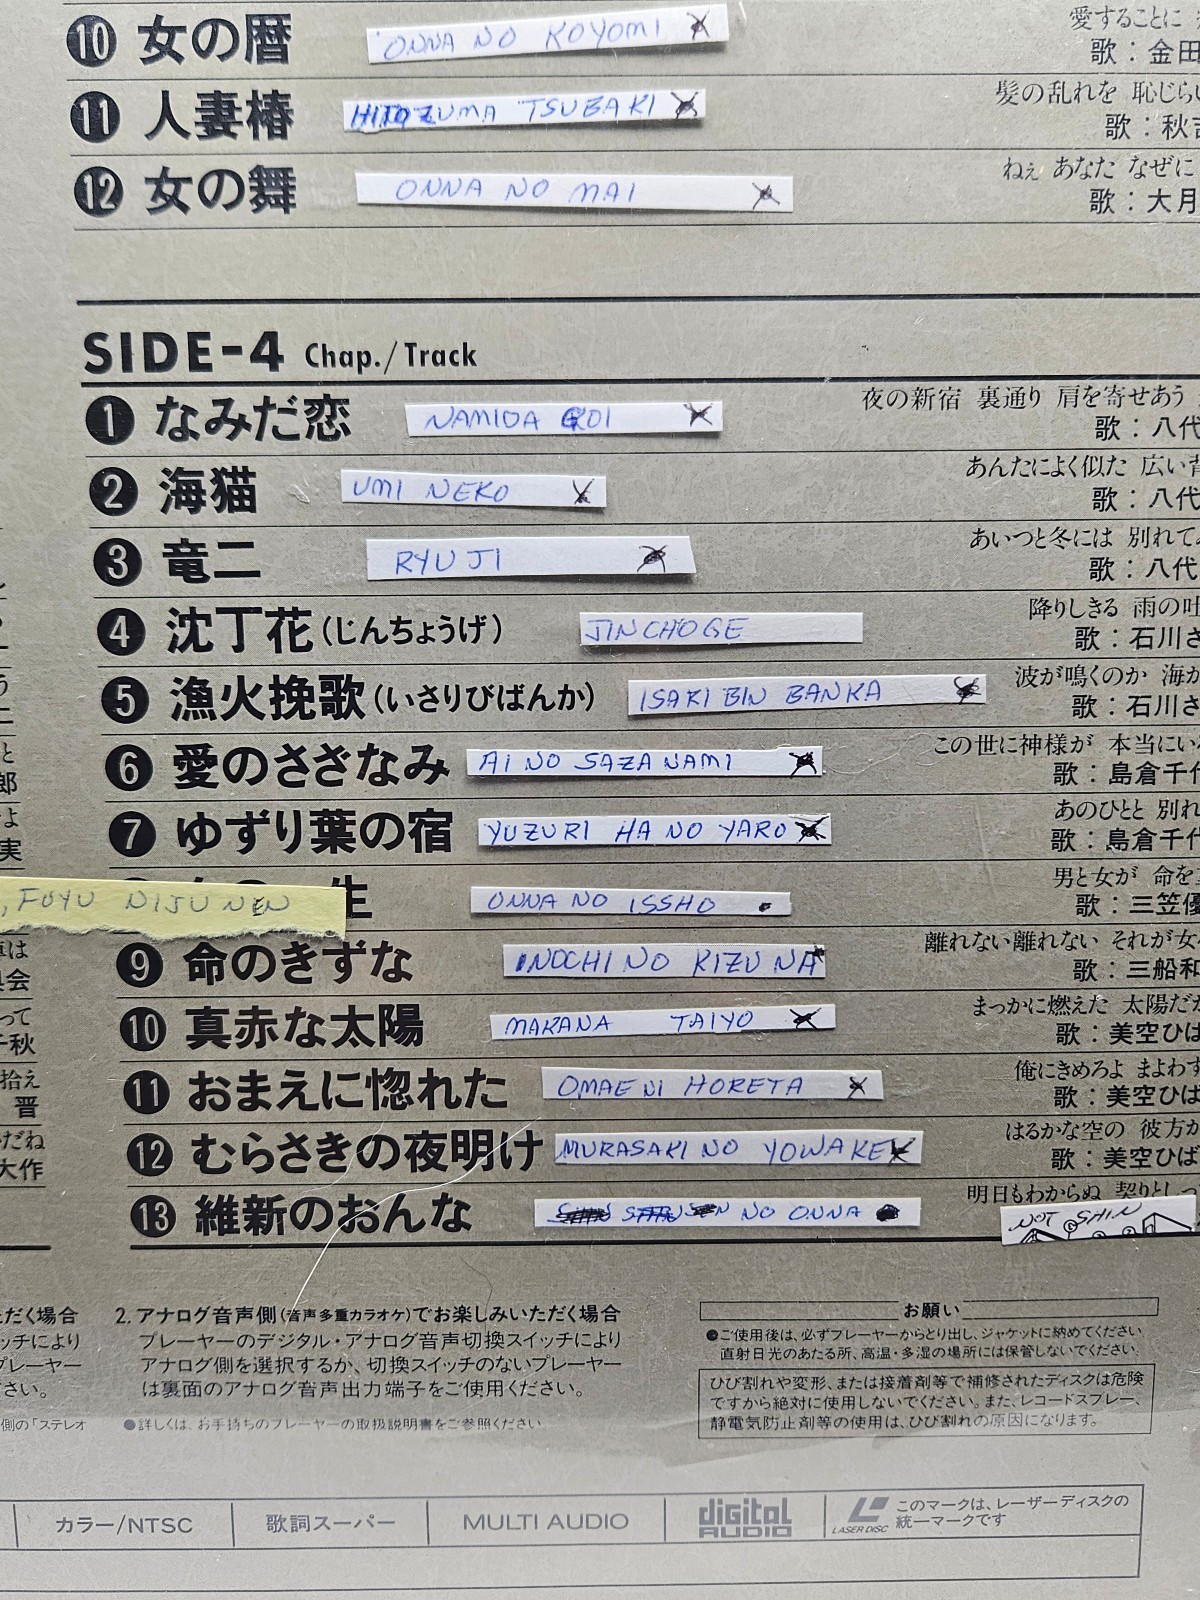 ⑩ 女の暦 ONNA NO KOYOMI 愛することに
歌：金田
⑪ 人妻椿 HITOZUMA TSUBAKI 髪の乱れを 恥じらい
歌：秋吉
⑫ 女の舞 ONNA NO MAI ねぇ あなた なぜに
歌：大月
SIDE-4 Chap./Track
① なみだ恋 NAMIDA KOI 夜の新宿 裏通り 肩を寄せあう
歌：八代
② 海猫 UMI NEKO あんたによく似た 広い背
歌：八代
③ 竜二 RYUJI あいつと冬には 別れて
歌：八代
④ 沈丁花(じんちょうげ) JINCHOGE 降りしきる 雨の吐
歌：石川さ
⑤ 漁火挽歌(いさりびばんか) ISARI BIN BANKA 波が鳴くのか 海か
歌：石川さ
⑥ 愛のさざなみ AI NO SAZANAMI この世に神様が 本当にい
歌：島倉千代
⑦ ゆずり葉の宿 YUZURI HA NO YARO あのひとと 別れ
歌：島倉千代
, FUYU NIJU NEN 生 ONNA NO ISSHO 男と女が 命を
歌：三笠優
⑨ 命のきずな INOCHI NO KIZUNA 離れない離れない それが女
歌：三船和
⑩ 真赤な太陽 MAKANA TAIYO まっかに燃えた 太陽だか
歌：美空ひば
⑪ おまえに惚れた OMAE NI HORETA 俺にきめろよ まよわず
歌：美空ひば
⑫ むらさきの夜明け MURASAKI NO YOWAKE はるかな空の 彼方か
歌：美空ひば
⑬ 維新のおんな NO ONNA 明日もわからぬ 契りとし
NOT SHIN
2. アナログ音声側(音声多重カラオケ)でお楽しみいただく場合
プレーヤーのデジタル・アナログ音声切換スイッチにより
アナログ側を選択するか、切換スイッチのないプレーヤー
は裏面のアナログ音声出力端子をご使用ください。
●詳しくは、お手持ちのプレーヤーの取扱説明書をご参照ください
お願い
●ご使用後は、必ずプレーヤーからとり出し、ジャケットに納めてください。
直射日光のあたる所、高温・多湿の場所には保管しないでください。
ひび割れや変形、または接着剤等で補修されたディスクは危険
ですから絶対に使用しないでください。また、レコードスプレー、
静電気防止剤等の使用は、ひび割れの原因になります。
カラー/NTSC 歌詞スーパー MULTI AUDIO digital AUDIO LASER DISC このマークは、レーザーディスクの
統一マークです